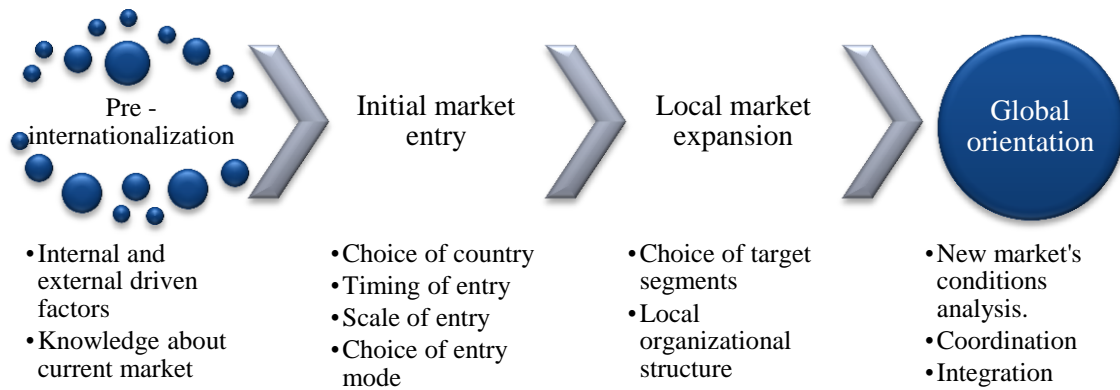 Pre -
internationalization
Initial market
entry
Local market
expansion
Global
orientation
•Internal and
external driven
factors
•Knowledge about
current market
•Choice of country
•Timing of entry
•Scale of entry
•Choice of entry
mode
•Choice of target
segments
•Local
organizational
structure
•New market's
conditions
analysis.
•Coordination
•Integration